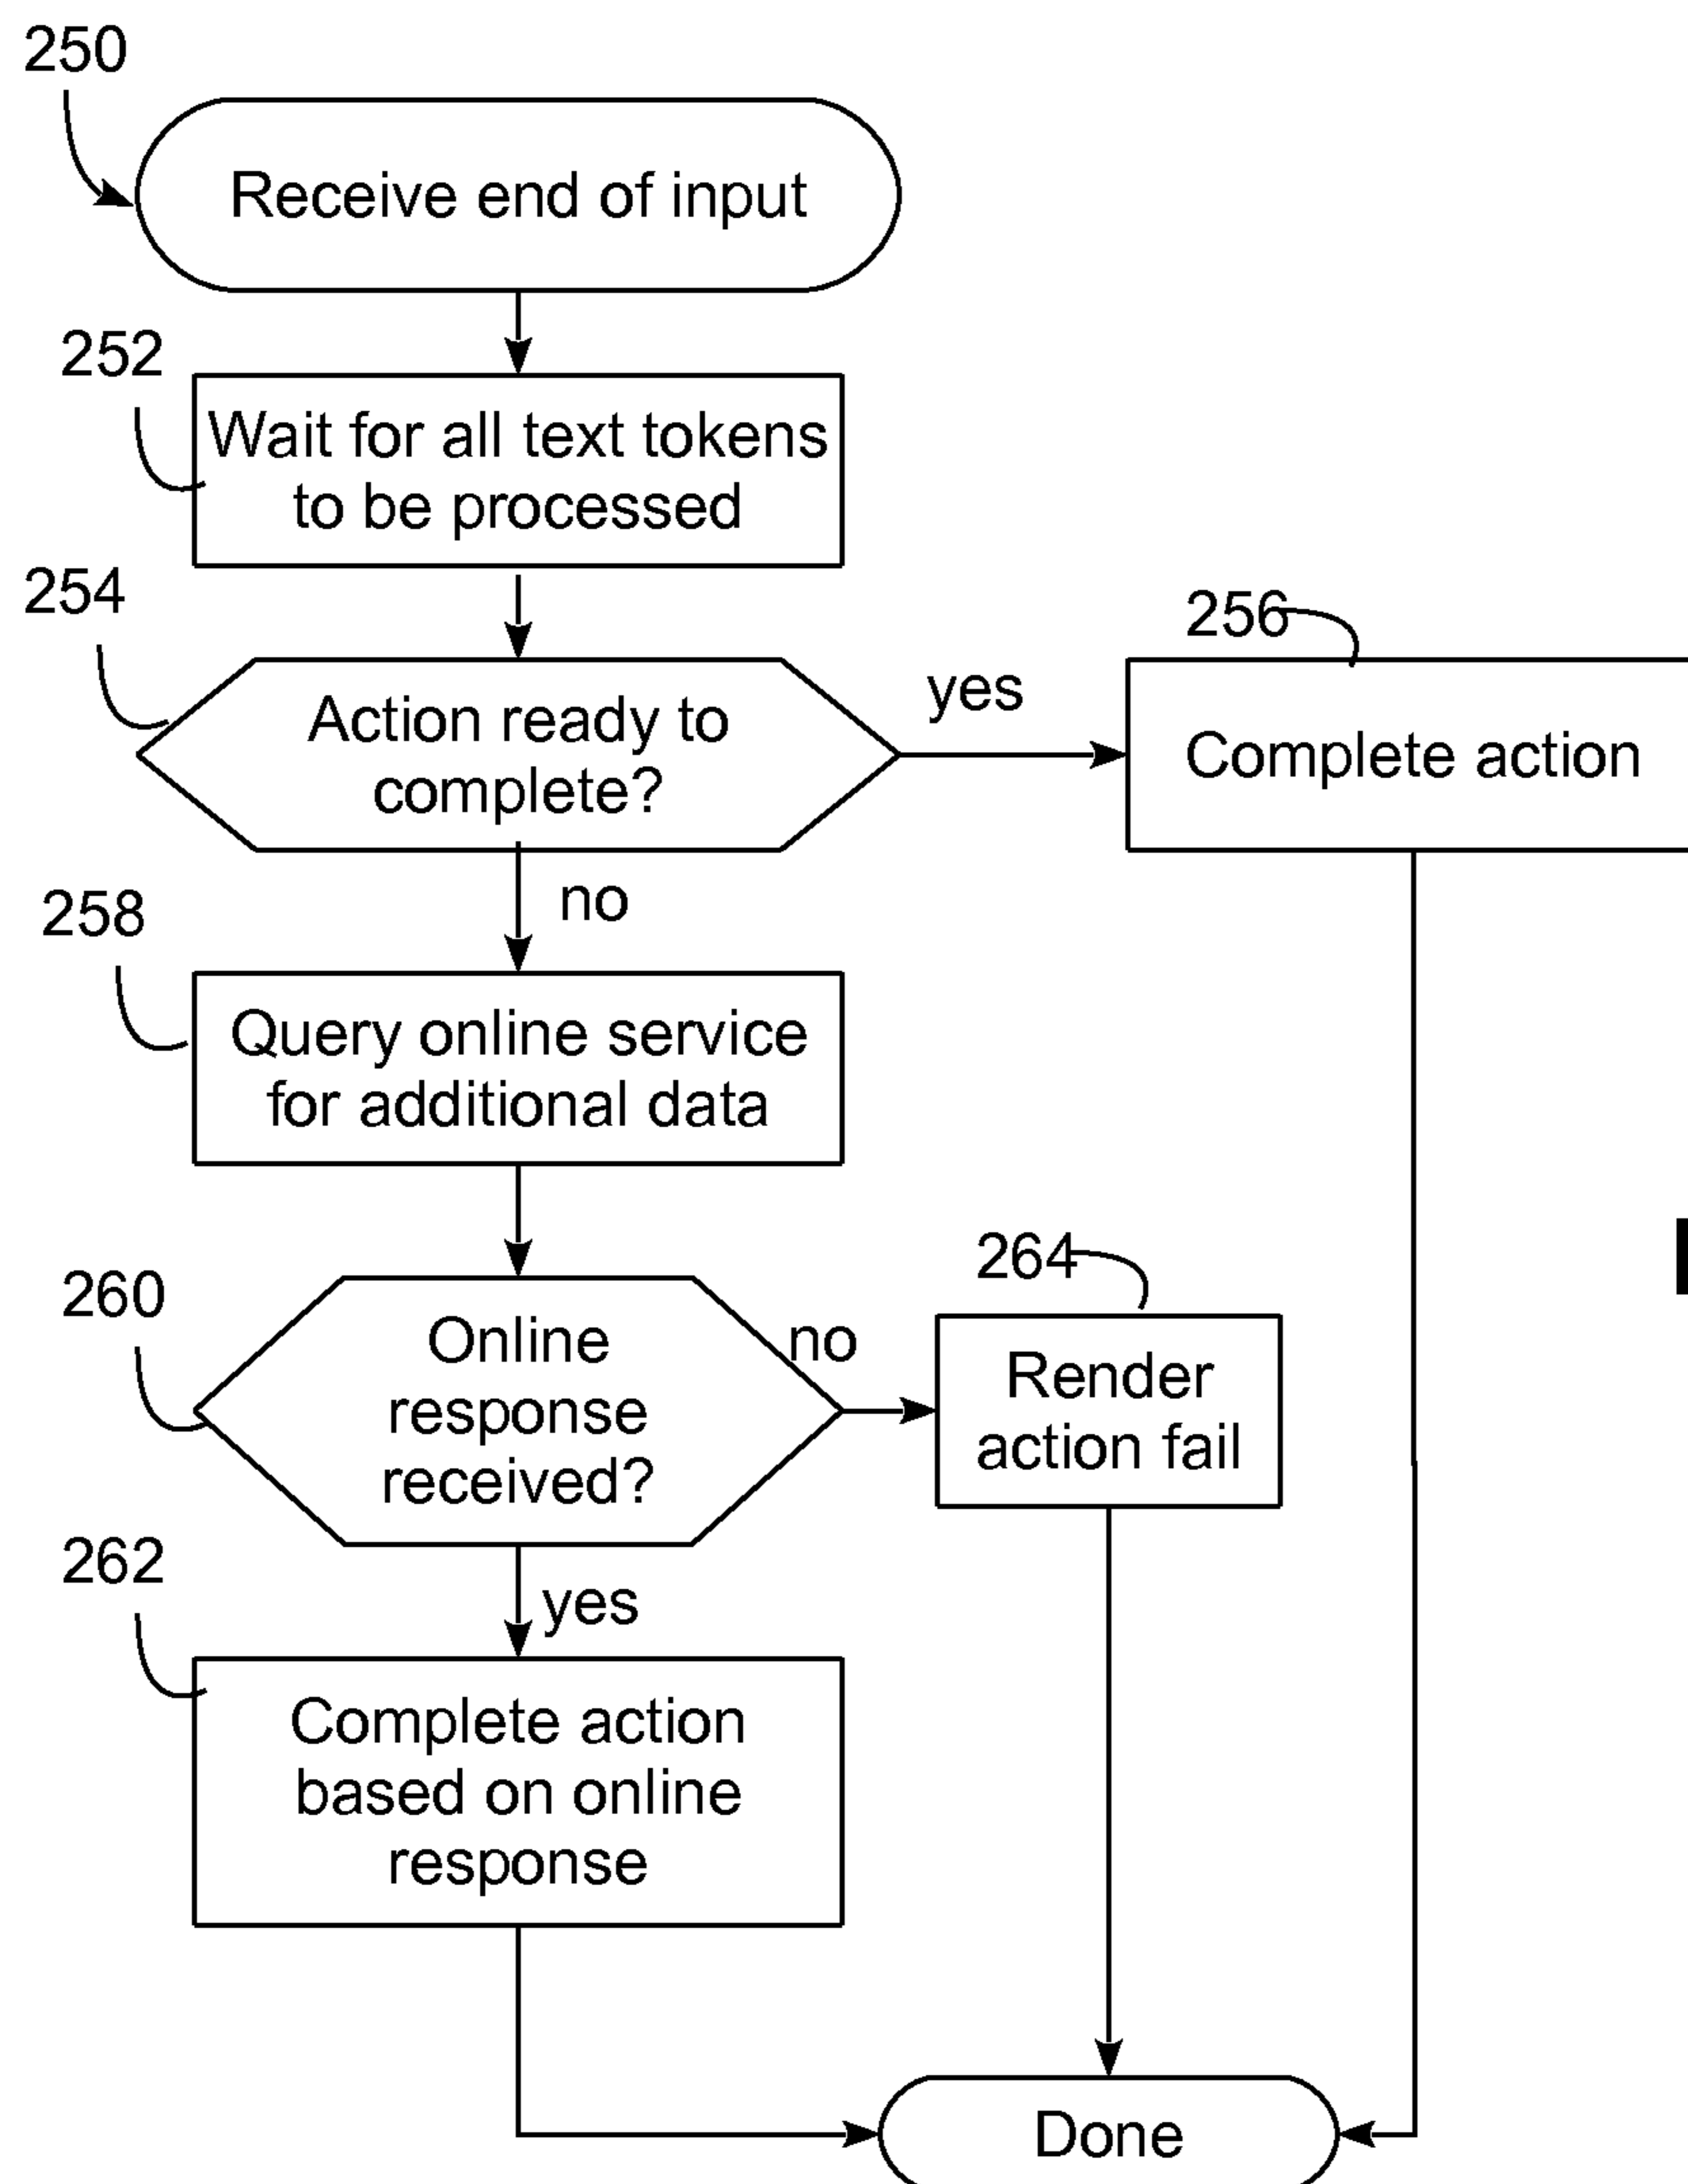 250
Receive end of input
252
Wait for all text tokens
to be processed
254
Action ready to
complete?
yes
256
Complete action
no
258
Query online service
for additional data
260
Online
response
received?
no
264
Render
action fail
262
yes
Complete action
based on online
response
Done